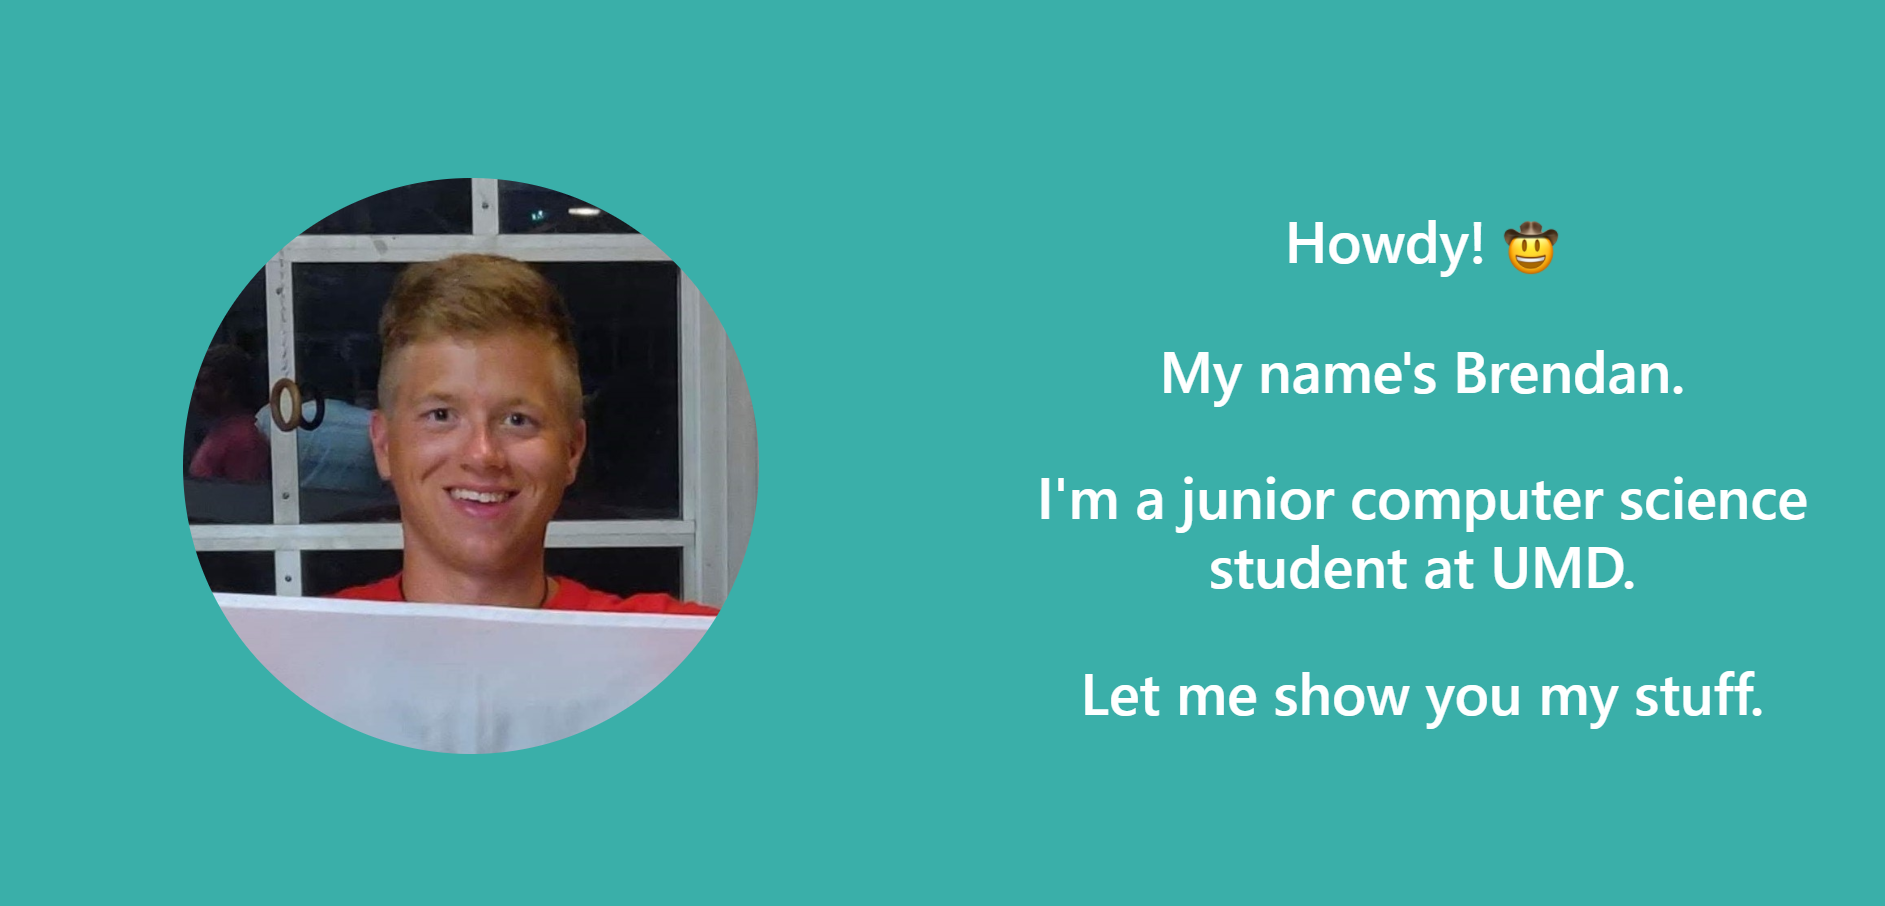 Howdy! 🤠
My name's Brendan.
I'm a junior computer science
student at UMD.
Let me show you my stuff.